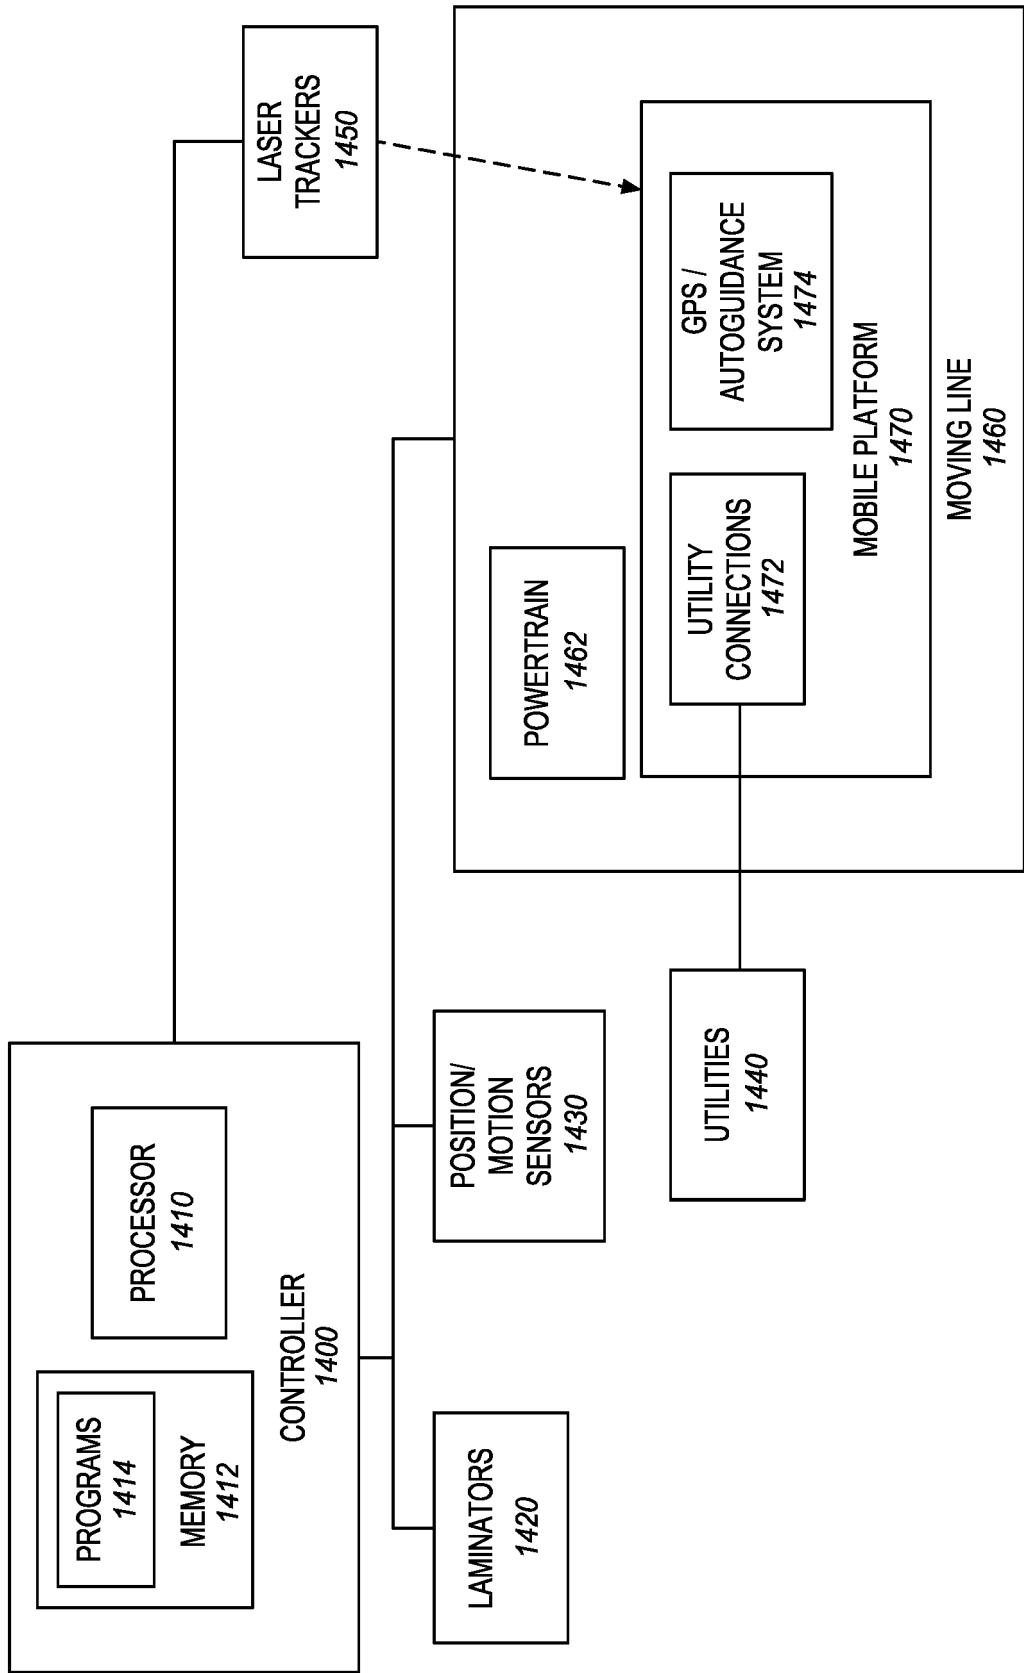 PROGRAMS
1414
MEMORY
1412
PROCESSOR
1410
CONTROLLER
1400
LASER
TRACKERS
1450
LAMINATORS
1420
POSITION/
MOTION
SENSORS
1430
UTILITIES
1440
POWERTRAIN
1462
UTILITY
CONNECTIONS
1472
GPS /
AUTOGUIDANCE
SYSTEM
1474
MOBILE PLATFORM
1470
MOVING LINE
1460